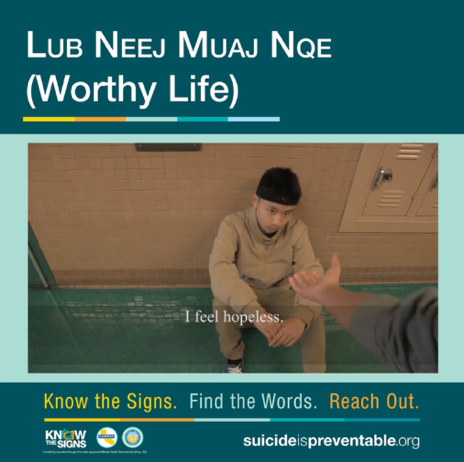 LUB NEEJ MUAJ NQE
(Worthy Life)
I feel hopeless.
Know the Signs. Find the Words. Reach Out.
KNOW
THE SIGNS
suicideispreventable.org